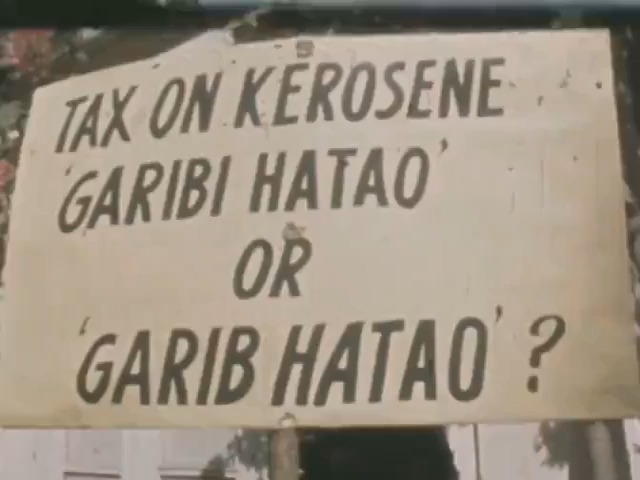 TAX ON KEROSENE
'GARIBI HATAO'
OR
'GARIB HATAO' ?